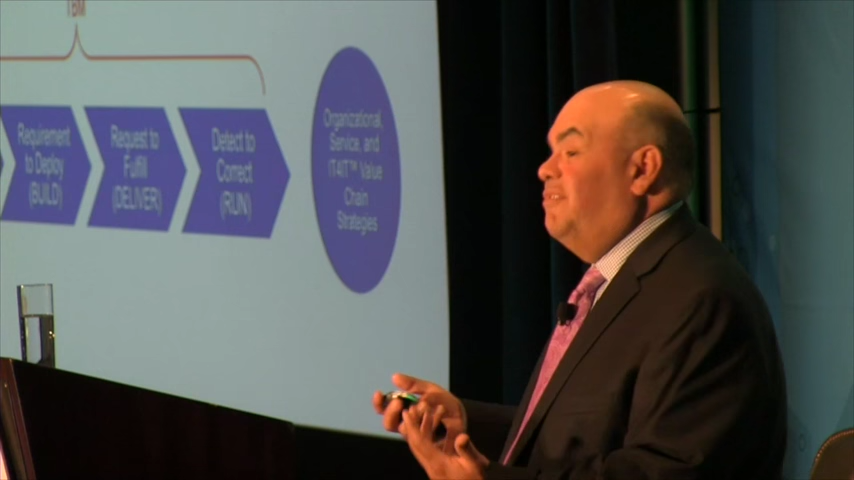 TBM
Requirement
to Deploy
(BUILD)
Request to
Fulfill
(DELIVER)
Detect to
Correct
(RUN)
Organizational,
Service, and
IT4IT™ Value
Chain
Strategies